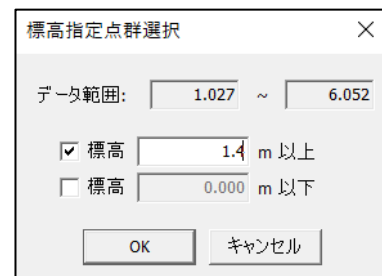 標高指定点群選択
データ範囲: 1.027 ~ 6.052
標高 1.4 m 以上
標高 0.000 m 以下
OK キャンセル